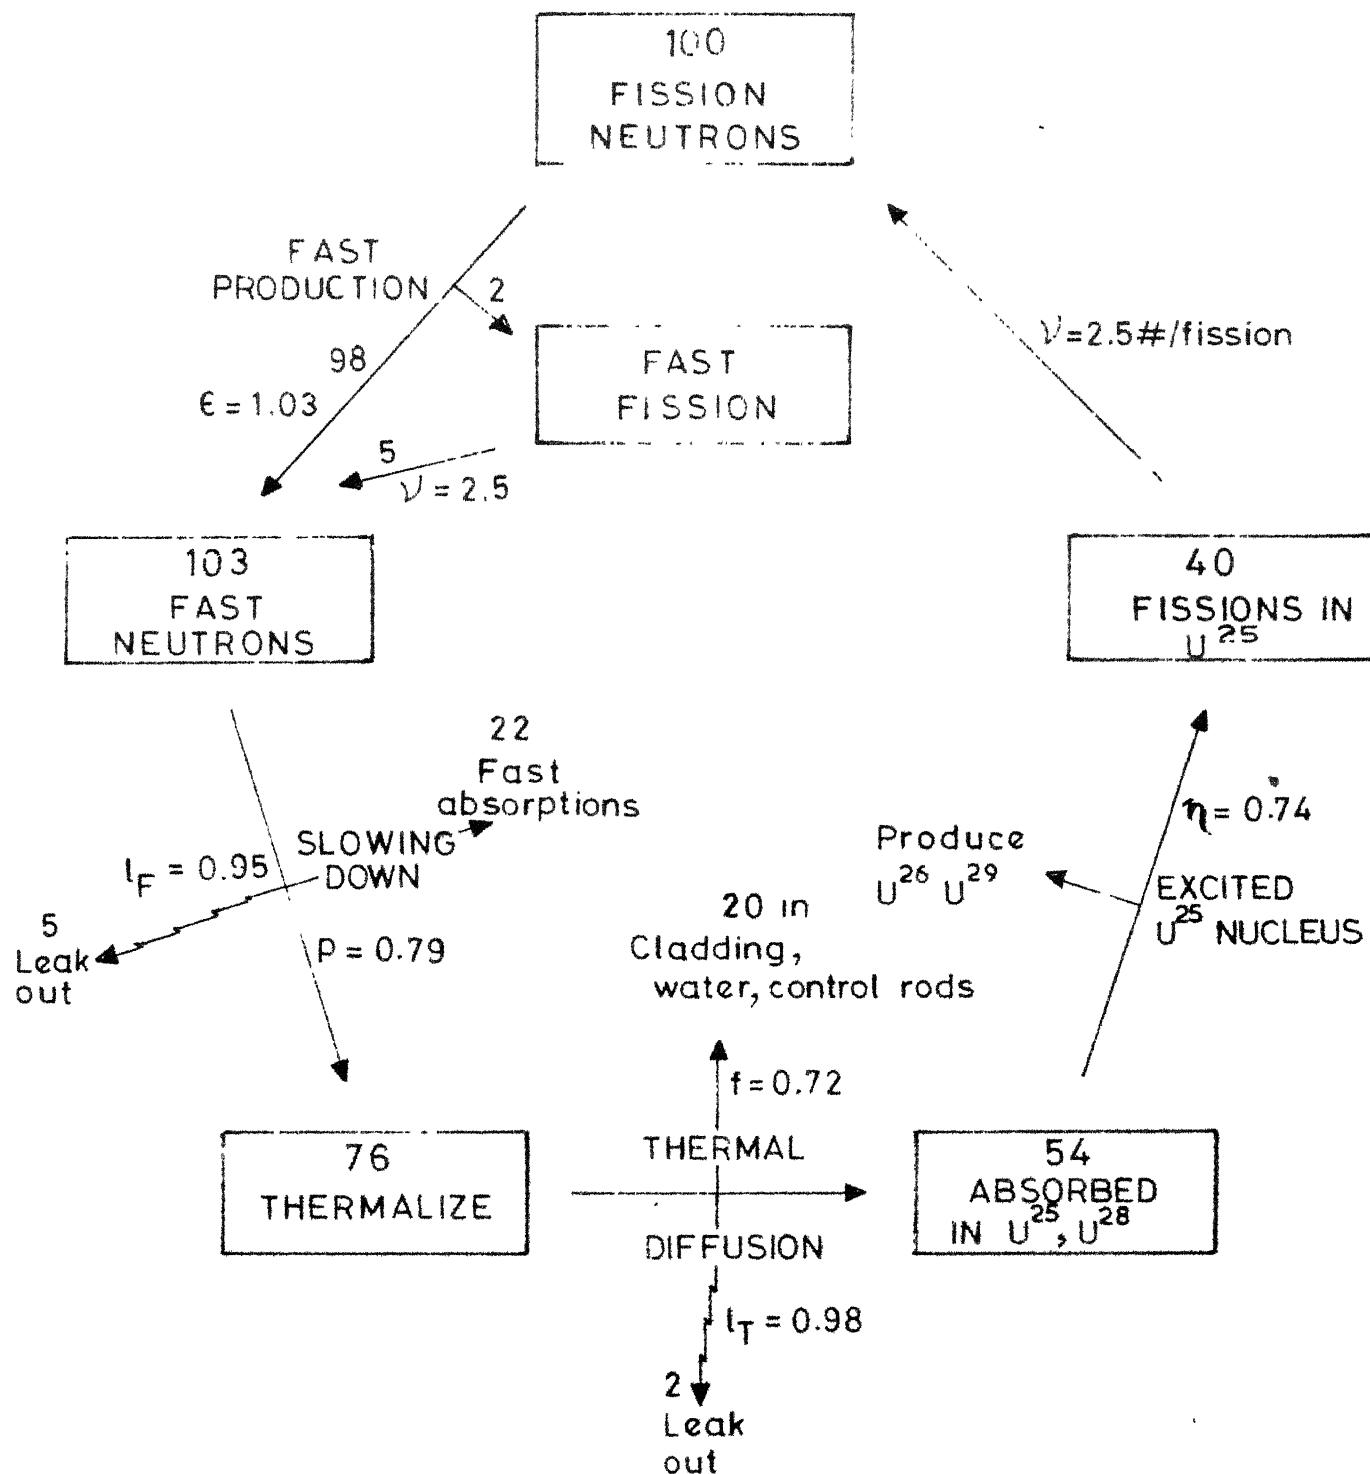 100
FISSION
NEUTRONS
FAST
PRODUCTION
2
98
ϵ = 1.03
FAST
FISSION
5
ν = 2.5
ν = 2.5#/fission
103
FAST
NEUTRONS
40
FISSIONS IN
U²⁵
22
Fast
absorptions
SLOWING
DOWN
l_F = 0.95
5
Leak
out
P = 0.79
η = 0.74
Produce
U²⁶ U²⁹
EXCITED
U²⁵ NUCLEUS
20 in
Cladding,
water, control rods
f = 0.72
76
THERMALIZE
THERMAL
DIFFUSION
54
ABSORBED
IN U²⁵, U²⁸
l_T = 0.98
2
Leak
out